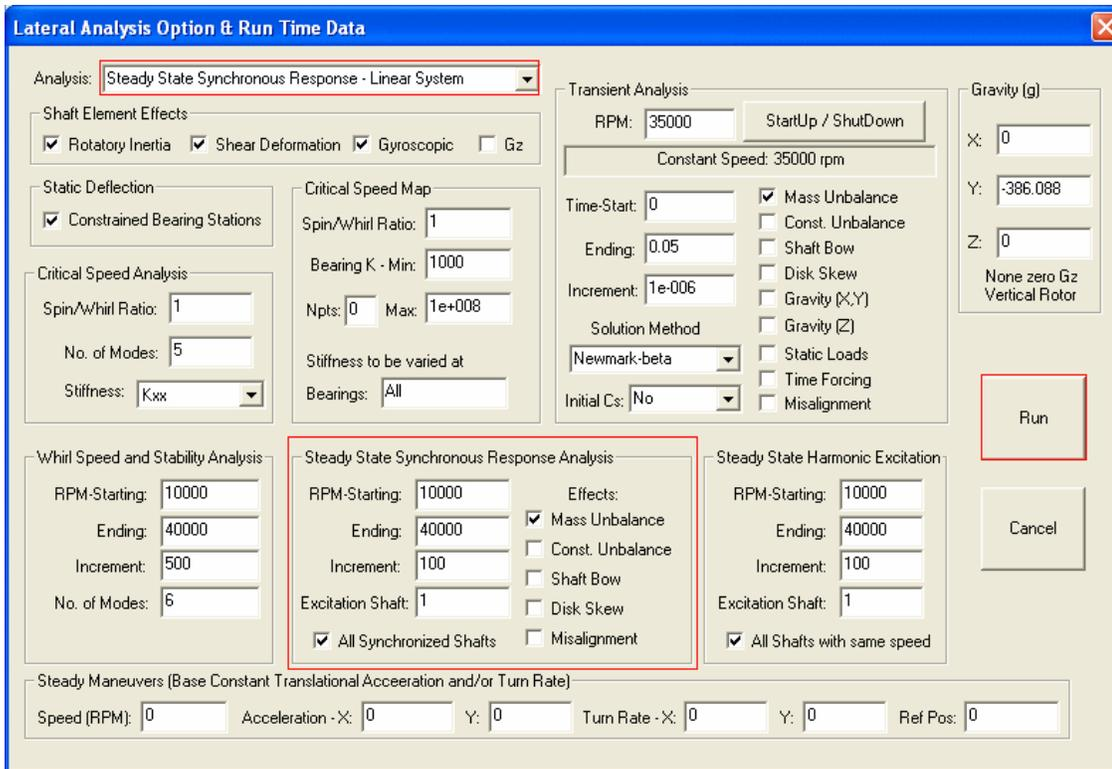 Lateral Analysis Option & Run Time Data
Analysis: Steady State Synchronous Response - Linear System
Shaft Element Effects
Rotatory Inertia Shear Deformation Gyroscopic Gz
Static Deflection
Constrained Bearing Stations
Critical Speed Analysis
Spin/Whirl Ratio: 1
No. of Modes: 5
Stiffness: Kxx
Critical Speed Map
Spin/Whirl Ratio: 1
Bearing K - Min: 1000
Npts: 0 Max: 1e+008
Stiffness to be varied at
Bearings: All
Transient Analysis
RPM: 35000 StartUp / ShutDown
Constant Speed: 35000 rpm
Time-Start: 0
Ending: 0.05
Increment: 1e-006
Solution Method
Newmark-beta
Initial Cs: No
Mass Unbalance
Const. Unbalance
Shaft Bow
Disk Skew
Gravity (X,Y)
Gravity (Z)
Static Loads
Time Forcing
Misalignment
Gravity (g)
X: 0
Y: -386.088
Z: 0
None zero Gz
Vertical Rotor
Run
Cancel
Whirl Speed and Stability Analysis
RPM-Starting: 10000
Ending: 40000
Increment: 500
No. of Modes: 6
Steady State Synchronous Response Analysis
RPM-Starting: 10000
Ending: 40000
Increment: 100
Excitation Shaft: 1
All Synchronized Shafts
Effects:
Mass Unbalance
Const. Unbalance
Shaft Bow
Disk Skew
Misalignment
Steady State Harmonic Excitation
RPM-Starting: 10000
Ending: 40000
Increment: 100
Excitation Shaft: 1
All Shafts with same speed
Steady Maneuvers (Base Constant Translational Acceeration and/or Turn Rate)
Speed (RPM): 0 Acceleration - X: 0 Y: 0 Turn Rate - X: 0 Y: 0 Ref Pos: 0